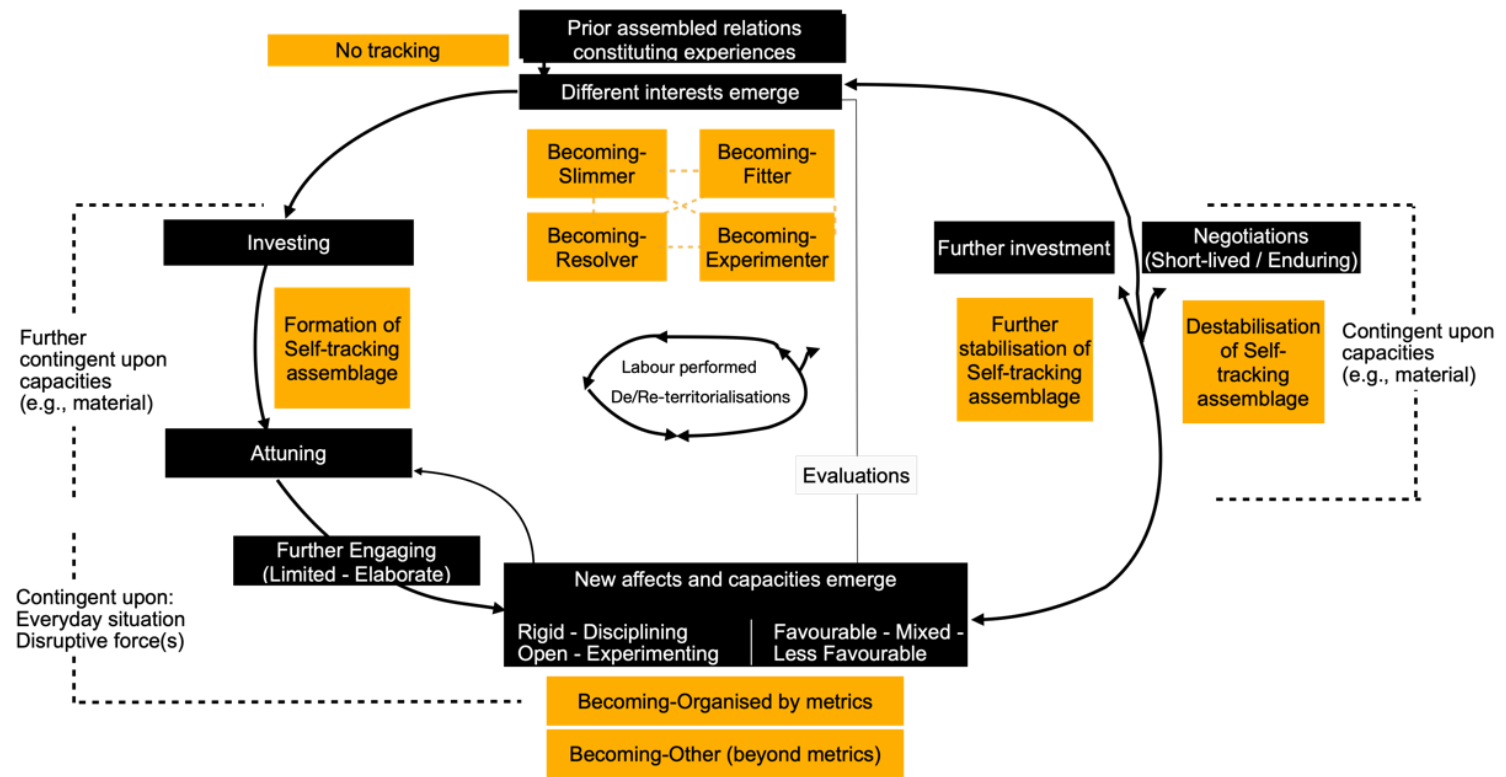 No tracking
Prior assembled relations
constituting experiences
Different interests emerge
Becoming-
Slimmer
Becoming-
Fitter
Becoming-
Resolver
Becoming-
Experimenter
Investing
Formation of
Self-tracking
assemblage
Further
contingent upon
capacities
(e.g., material)
Attuning
Labour performed
De/Re-territorialisations
Further investment
Negotiations
(Short-lived / Enduring)
Further
stabilisation of
Self-tracking
assemblage
Destabilisation
of Self-
tracking
assemblage
Contingent upon
capacities
(e.g., material)
Evaluations
Further Engaging
(Limited - Elaborate)
Contingent upon:
Everyday situation
Disruptive force(s)
New affects and capacities emerge
Rigid - Disciplining
Open - Experimenting
Favourable - Mixed -
Less Favourable
Becoming-Organised by metrics
Becoming-Other (beyond metrics)